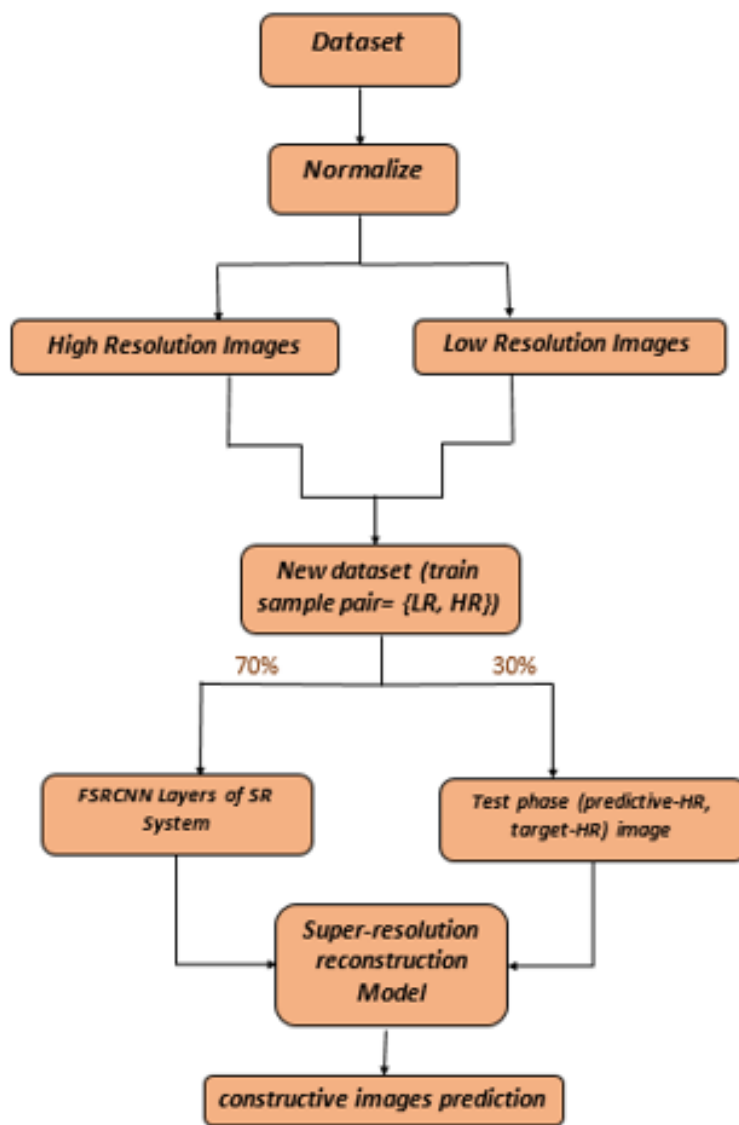 Dataset
Normalize
High Resolution Images
Low Resolution Images
New dataset (train
sample pair= {LR, HR})
70%
30%
FSRCNN Layers of SR
System
Test phase (predictive-HR,
target-HR) image
Super-resolution
reconstruction
Model
constructive images prediction